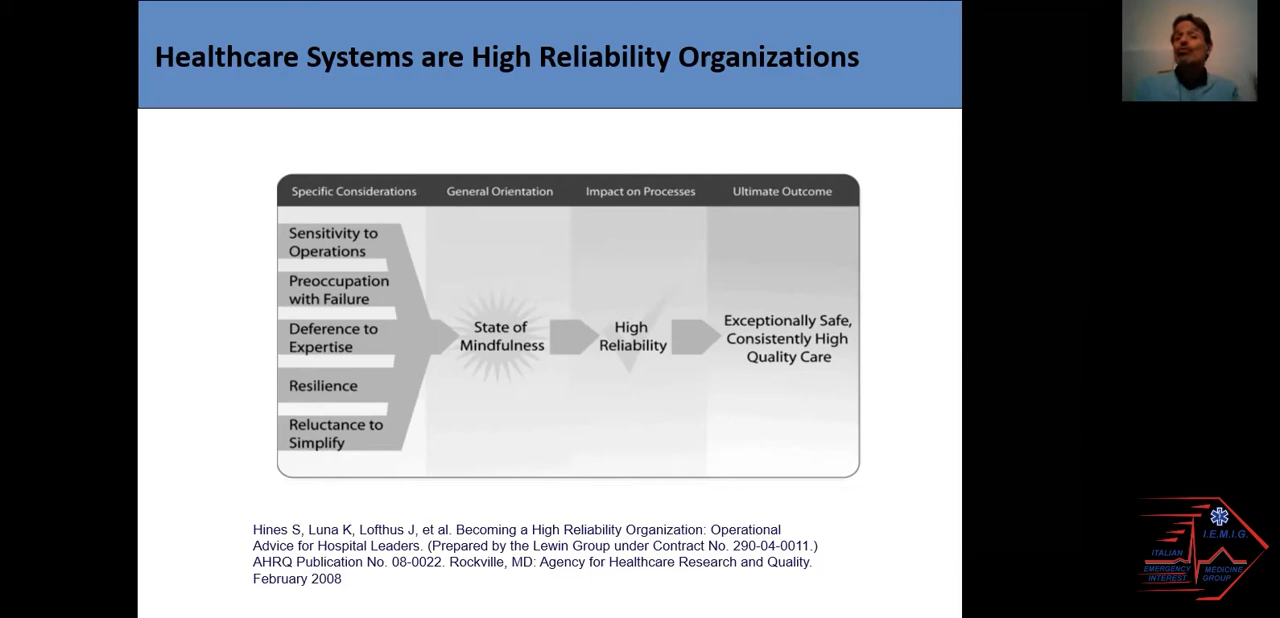 Healthcare Systems are High Reliability Organizations
Specific Considerations
General Orientation
Impact on Processes
Ultimate Outcome
Sensitivity to
Operations
Preoccupation
with Failure
Deference to
Expertise
Resilience
Reluctance to
Simplify
State of
Mindfulness
High
Reliability
Exceptionally Safe,
Consistently High
Quality Care
Hines S, Luna K, Lofthus J, et al. Becoming a High Reliability Organization: Operational
Advice for Hospital Leaders. (Prepared by the Lewin Group under Contract No. 290-04-0011.)
AHRQ Publication No. 08-0022. Rockville, MD: Agency for Healthcare Research and Quality.
February 2008
I.E.M.I.G.
ITALIAN
EMERGENCY
INTEREST
MEDICINE
GROUP